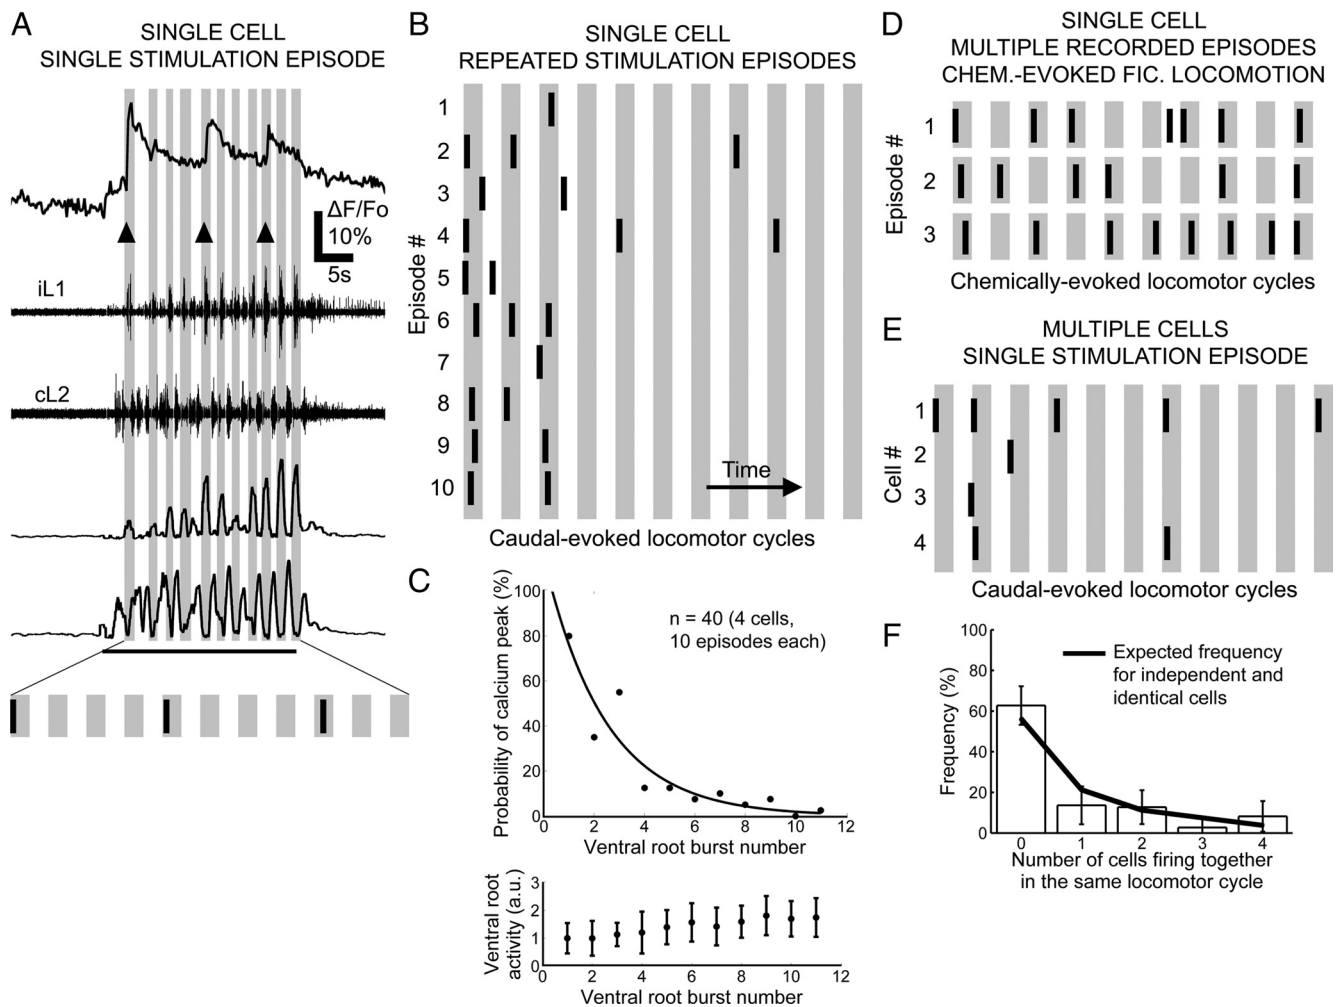 A
SINGLE CELL
SINGLE STIMULATION EPISODE
ΔF/Fo
10%
5s
iL1
cL2
B
SINGLE CELL
REPEATED STIMULATION EPISODES
Episode #
1
2
3
4
5
6
7
8
9
10
Time
Caudal-evoked locomotor cycles
C
Probability of calcium peak (%)
100
80
60
40
20
0
n = 40 (4 cells,
10 episodes each)
0 2 4 6 8 10 12
Ventral root burst number
Ventral root
activity (a.u.)
3
2
1
0
0 2 4 6 8 10 12
Ventral root burst number
D
SINGLE CELL
MULTIPLE RECORDED EPISODES
CHEM.-EVOKED FIC. LOCOMOTION
Episode #
1
2
3
Chemically-evoked locomotor cycles
E
MULTIPLE CELLS
SINGLE STIMULATION EPISODE
Cell #
1
2
3
4
Caudal-evoked locomotor cycles
F
Frequency (%)
100
80
60
40
20
0
Expected frequency
for independent and
identical cells
0 1 2 3 4
Number of cells firing together
in the same locomotor cycle